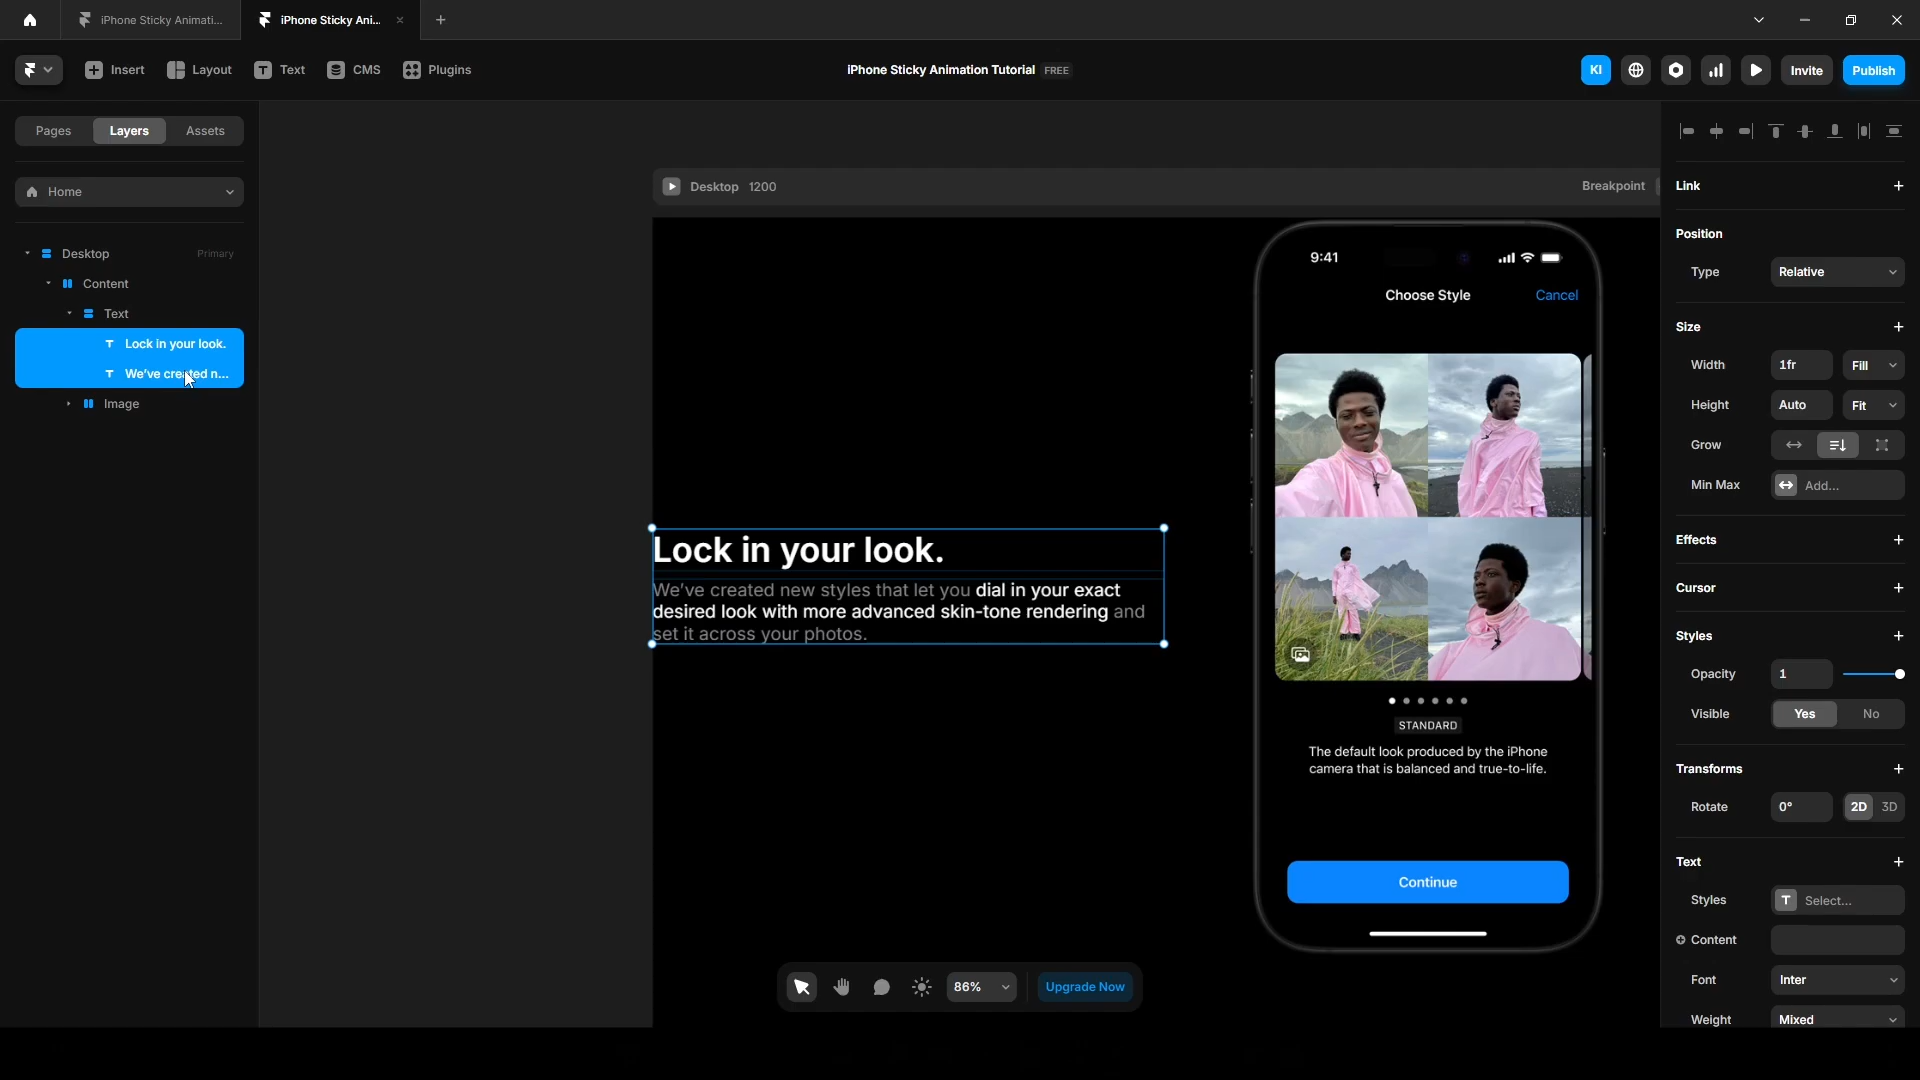 iPhone Sticky Animati...
iPhone Sticky Ani...
Insert
Layout
Text
CMS
Plugins
iPhone Sticky Animation Tutorial FREE
KI
Invite
Publish
Pages
Layers
Assets
Home
Desktop
Primary
Content
Text
Lock in your look.
We've created n...
Image
Desktop 1200
Breakpoint
9:41
Choose Style
Cancel
Lock in your look.
We've created new styles that let you dial in your exact
desired look with more advanced skin-tone rendering and
set it across your photos.
STANDARD
The default look produced by the iPhone
camera that is balanced and true-to-life.
Continue
86%
Upgrade Now
Link
Position
Type
Relative
Size
Width
1fr
Fill
Height
Auto
Fit
Grow
Min Max
Add...
Effects
Cursor
Styles
Opacity
1
Visible
Yes
No
Transforms
Rotate
0°
2D
3D
Text
Styles
Select...
Content
Font
Inter
Weight
Mixed